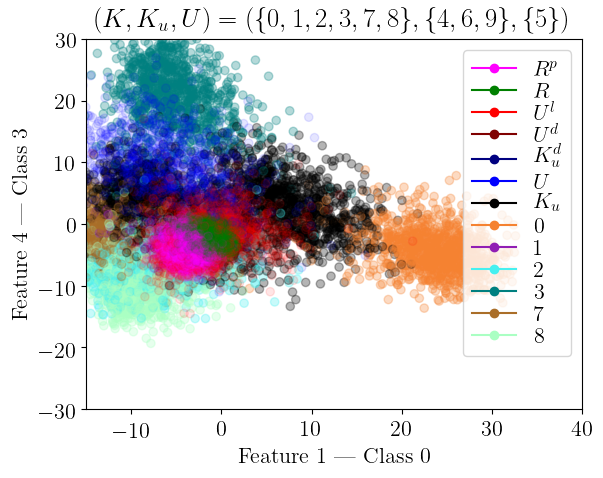 (K, K_u, U) = ({0, 1, 2, 3, 7, 8}, {4, 6, 9}, {5})
30
20
10
0
−10
−20
−30
Feature 4 — Class 3
−10
0
10
20
30
40
Feature 1 — Class 0
R^p
R
U^l
U^d
K_u^d
U
K_u
0
1
2
3
7
8